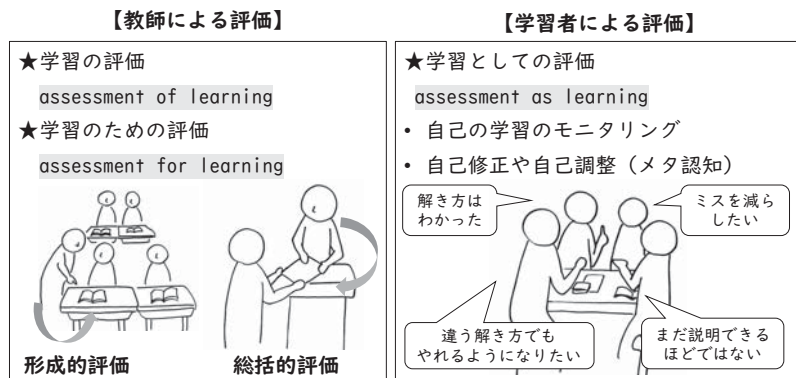 【教師による評価】
★学習の評価
assessment of learning
★学習のための評価
assessment for learning
形成的評価
総括的評価
【学習者による評価】
★学習としての評価
assessment as learning
• 自己の学習のモニタリング
• 自己修正や自己調整（メタ認知）
解き方は
わかった
ミスを減ら
したい
違う解き方でも
やれるようになりたい
まだ説明できる
ほどではない